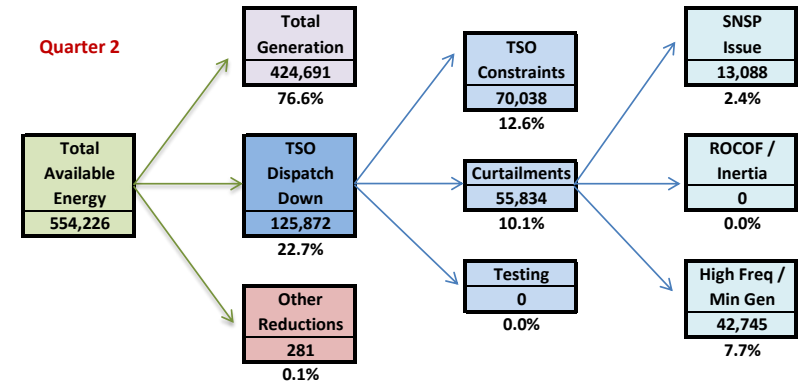 Quarter 2
Total
Available
Energy
554,226
Total
Generation
424,691
76.6%
TSO
Dispatch
Down
125,872
22.7%
Other
Reductions
281
0.1%
TSO
Constraints
70,038
12.6%
Curtailments
55,834
10.1%
Testing
0
0.0%
SNSP
Issue
13,088
2.4%
ROCOF /
Inertia
0
0.0%
High Freq /
Min Gen
42,745
7.7%